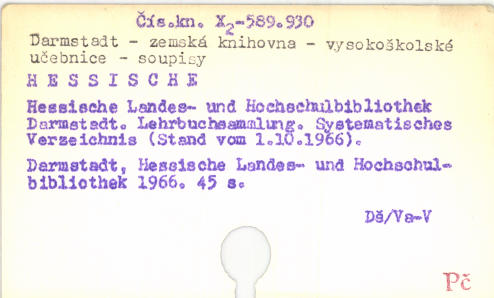 Čís.kn. X2-589.930
Darmstadt - zemská knihovna - vysokoškolské
učebnice - soupisy
H E S S I S C H E
Hessische Landes- und Hochschulbibliothek
Darmstadt. Lehrbuchsammlung. Systematisches
Verzeichnis (Stand vom 1.10.1966).
Darmstadt, Hessische Landes- und Hochschul-
bibliothek 1966. 45 s.
Dš/Va-V
Pč